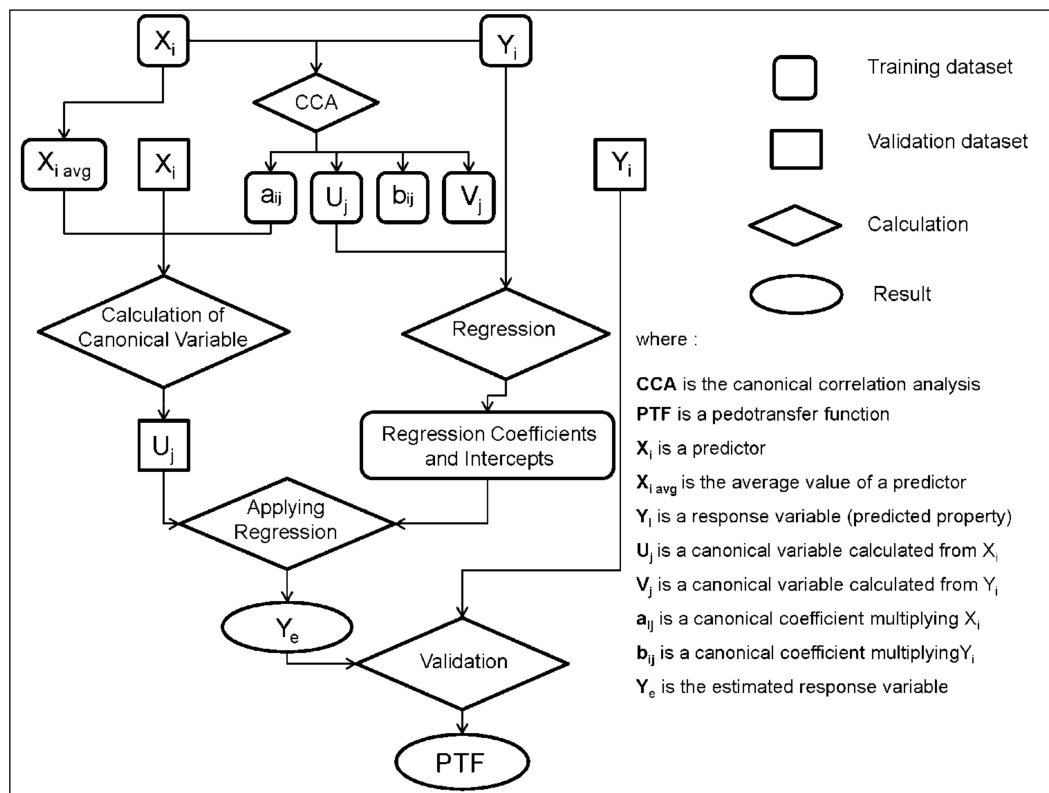 Xi
Yi
Training dataset
CCA
Xi avg
Xi
Yi
Validation dataset
aij
Uj
bij
Vj
Calculation
Calculation of
Canonical Variable
Regression
Result
where :
CCA is the canonical correlation analysis
PTF is a pedotransfer function
Xi is a predictor
Xi avg is the average value of a predictor
Yi is a response variable (predicted property)
Uj is a canonical variable calculated from Xi
Vj is a canonical variable calculated from Yi
aij is a canonical coefficient multiplying Xi
bij is a canonical coefficient multiplyingYi
Ye is the estimated response variable
Regression Coefficients
and Intercepts
Uj
Applying
Regression
Ye
Validation
PTF